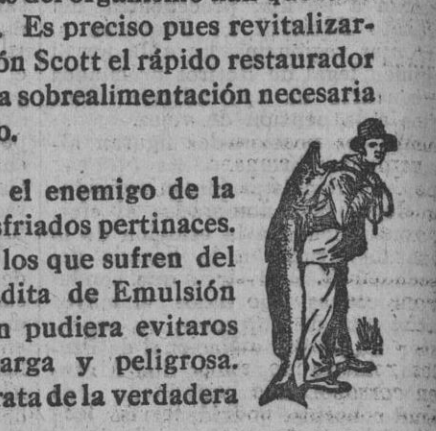 . Es preciso pues revitalizar-
ón Scott el rápido restaurador
a sobrealimentación necesaria
o.
el enemigo de la
sfriados pertinaces.
los que sufren del
dita de Emulsión
n pudiera evitaros
arga y peligrosa.
rata de la verdadera